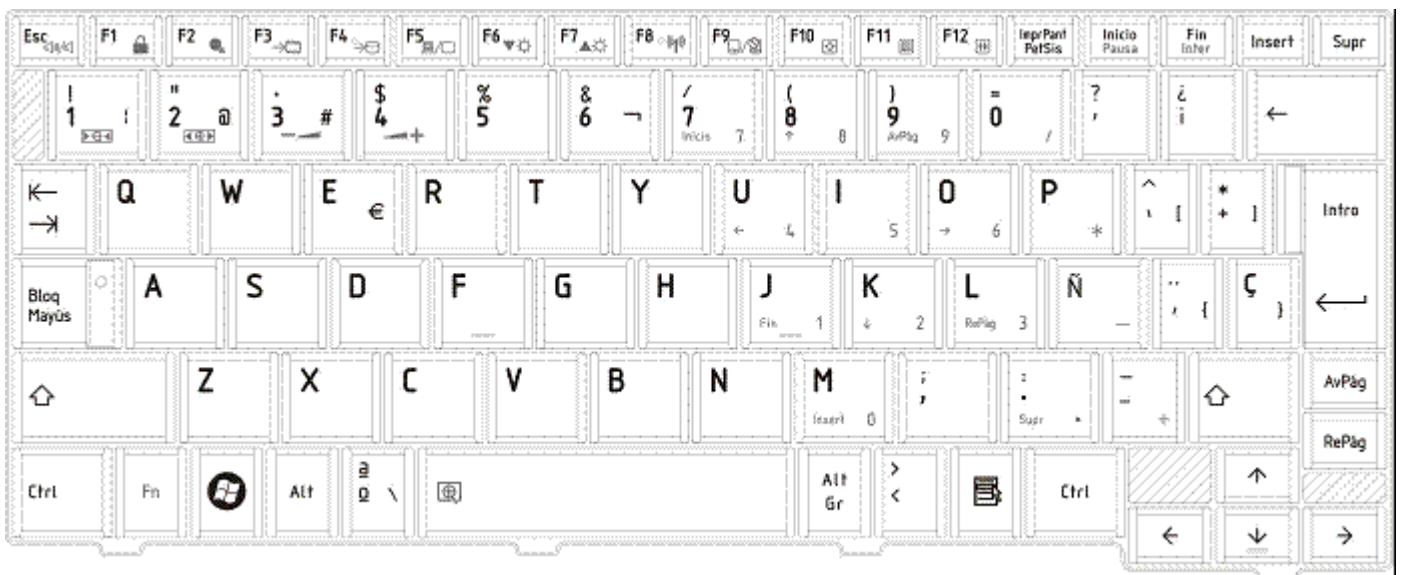 Esc F1 F2 F3 F4 F5 F6 F7 F8 F9 F10 F11 F12 ImprPant Inicio Fin Insert Supr
PetSis Pausa Inter
! " · $ % & / ( ) = ? ¿
1 | 2 @ 3 # 4 5 6 ¬ 7 8 9 0 ' ¡
Inicio 7 ↑ 8 AvPág 9 /
Q W E € R T Y U I O P ^ * Intro
← 4 5 → 6 * ` [ + ]
Bloq Mayús A S D F G H J K L Ñ ¨ Ç
Fin 1 ↓ 2 RePág 3 ´ { }
Z X C V B N M ; : _ AvPág
Insert 0 , . Supr -
RePág
Ctrl Fn Alt ª Alt > Ctrl
º \ Gr <